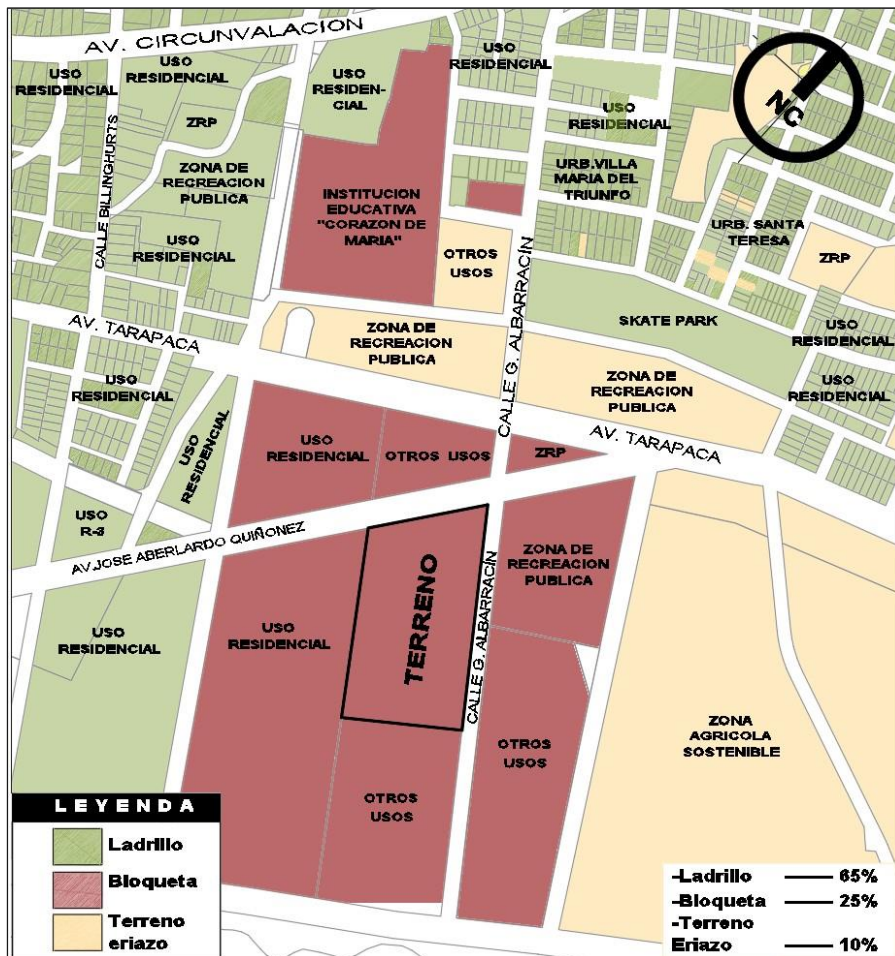 AV. CIRCUNVALACION
USO
RESIDENCIAL
USO
RESIDENCIAL
USO
RESIDEN-
CIAL
USO
RESIDENCIAL
CALLE BILLINGHURTS
ZRP
ZONA DE
RECREACION
PUBLICA
USO
RESIDENCIAL
INSTITUCION
EDUCATIVA
"CORAZON DE
MARIA"
OTROS
USOS
USO
RESIDENCIAL
URB.VILLA
MARIA DEL
TRIUNFO
NC
URB. SANTA
TERESA
ZRP
AV. TARAPACA
ZONA DE
RECREACION
PUBLICA
CALLE G. ALBARRACÍN
SKATE PARK
USO
RESIDENCIAL
USO
RESIDENCIAL
ZONA DE
RECREACION
PUBLICA
AV. TARAPACA
USO
RESIDENCIAL
USO
RESIDENCIAL
USO
RESIDENCIAL
OTROS USOS
ZRP
USO
R-3
AV.JOSE ABERLARDO QUIÑONEZ
USO
RESIDENCIAL
USO
RESIDENCIAL
TERRENO
CALLE G. ALBARRACÍN
ZONA DE
RECREACION
PUBLICA
OTROS
USOS
OTROS
USOS
ZONA
AGRICOLA
SOSTENIBLE
LEYENDA
Ladrillo
Bloqueta
Terreno
eriazo
-Ladrillo 65%
-Bloqueta 25%
-Terreno
Eriazo 10%